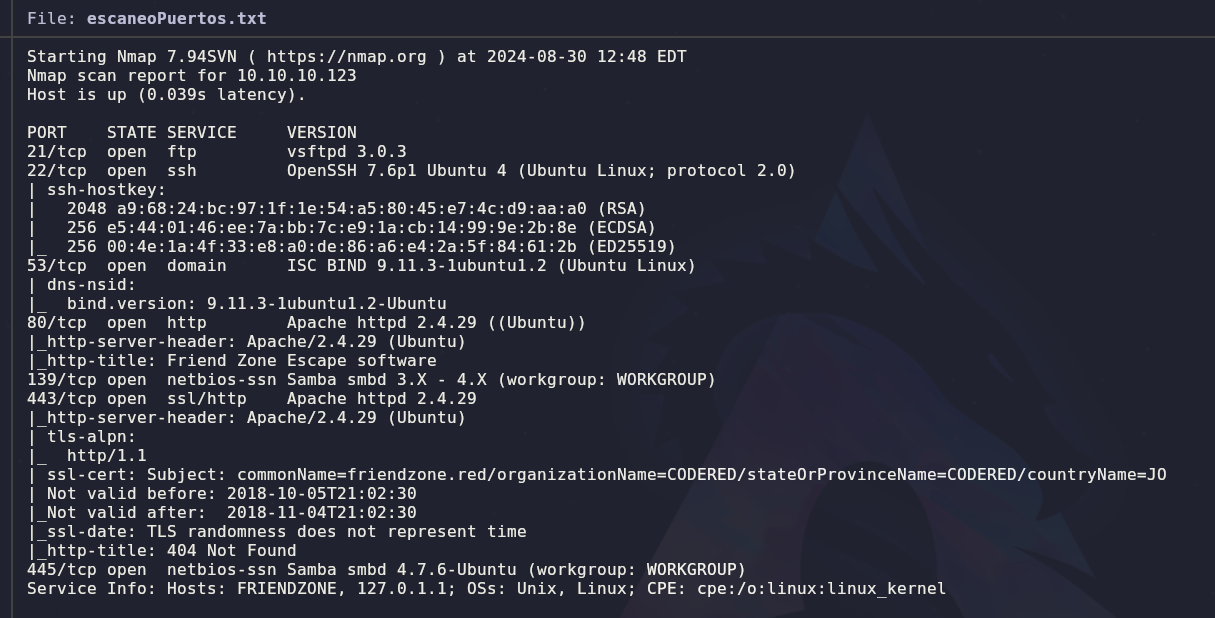 File: escaneoPuertos.txt
Starting Nmap 7.94SVN ( https://nmap.org ) at 2024-08-30 12:48 EDT
Nmap scan report for 10.10.10.123
Host is up (0.039s latency).
PORT    STATE SERVICE     VERSION
21/tcp  open  ftp         vsftpd 3.0.3
22/tcp  open  ssh         OpenSSH 7.6p1 Ubuntu 4 (Ubuntu Linux; protocol 2.0)
| ssh-hostkey:
|   2048 a9:68:24:bc:97:1f:1e:54:a5:80:45:e7:4c:d9:aa:a0 (RSA)
|   256 e5:44:01:46:ee:7a:bb:7c:e9:1a:cb:14:99:9e:2b:8e (ECDSA)
|_  256 00:4e:1a:4f:33:e8:a0:de:86:a6:e4:2a:5f:84:61:2b (ED25519)
53/tcp  open  domain      ISC BIND 9.11.3-1ubuntu1.2 (Ubuntu Linux)
| dns-nsid:
|_  bind.version: 9.11.3-1ubuntu1.2-Ubuntu
80/tcp  open  http        Apache httpd 2.4.29 ((Ubuntu))
|_http-server-header: Apache/2.4.29 (Ubuntu)
|_http-title: Friend Zone Escape software
139/tcp open  netbios-ssn Samba smbd 3.X - 4.X (workgroup: WORKGROUP)
443/tcp open  ssl/http    Apache httpd 2.4.29
|_http-server-header: Apache/2.4.29 (Ubuntu)
| tls-alpn:
|_  http/1.1
| ssl-cert: Subject: commonName=friendzone.red/organizationName=CODERED/stateOrProvinceName=CODERED/countryName=JO
| Not valid before: 2018-10-05T21:02:30
|_Not valid after:  2018-11-04T21:02:30
|_ssl-date: TLS randomness does not represent time
|_http-title: 404 Not Found
445/tcp open  netbios-ssn Samba smbd 4.7.6-Ubuntu (workgroup: WORKGROUP)
Service Info: Hosts: FRIENDZONE, 127.0.1.1; OSs: Unix, Linux; CPE: cpe:/o:linux:linux_kernel